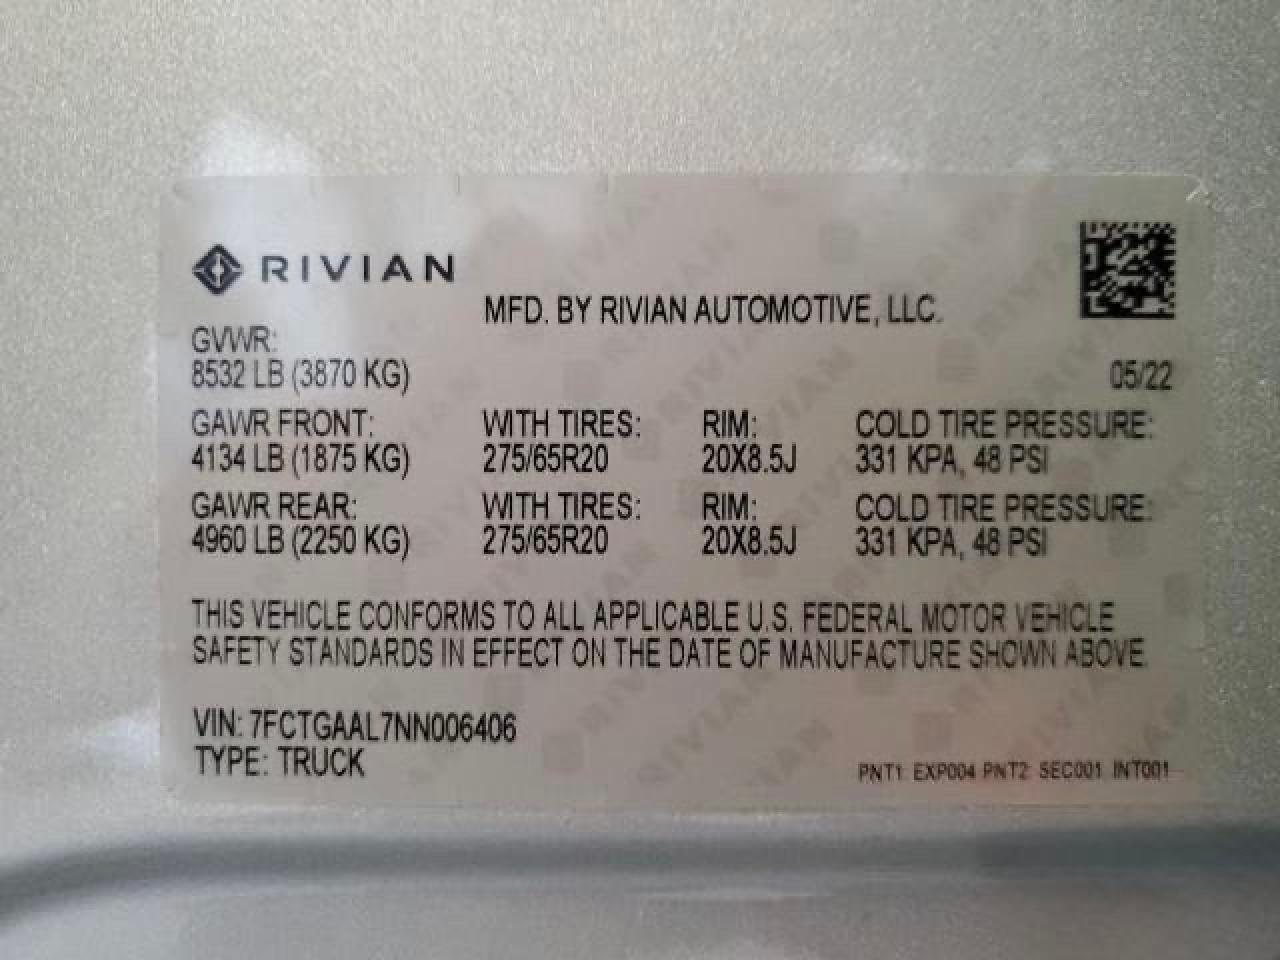 RIVIAN
MFD. BY RIVIAN AUTOMOTIVE, LLC.
GVWR:
8532 LB (3870 KG)
05/22
GAWR FRONT: WITH TIRES: RIM: COLD TIRE PRESSURE:
4134 LB (1875 KG) 275/65R20 20X8.5J 331 KPA, 48 PSI
GAWR REAR: WITH TIRES: RIM: COLD TIRE PRESSURE:
4960 LB (2250 KG) 275/65R20 20X8.5J 331 KPA, 48 PSI
THIS VEHICLE CONFORMS TO ALL APPLICABLE U.S. FEDERAL MOTOR VEHICLE
SAFETY STANDARDS IN EFFECT ON THE DATE OF MANUFACTURE SHOWN ABOVE.
VIN: 7FCTGAAL7NN006406
TYPE: TRUCK
PNT1: EXP004 PNT2: SEC001 INT001